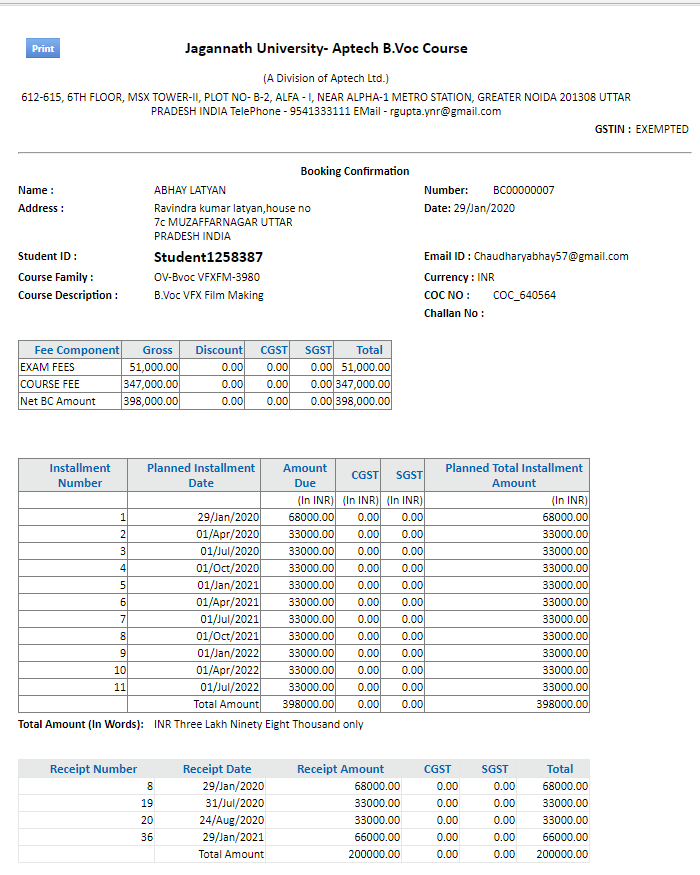 Print
Jagannath University- Aptech B.Voc Course
(A Division of Aptech Ltd.)
612-615, 6TH FLOOR, MSX TOWER-II, PLOT NO- B-2, ALFA - I, NEAR ALPHA-1 METRO STATION, GREATER NOIDA 201308 UTTAR
PRADESH INDIA TelePhone - 9541333111 EMail - rgupta.ynr@gmail.com
GSTIN : EXEMPTED
Booking Confirmation
Name : ABHAY LATYAN Number: BC00000007
Address : Ravindra kumar latyan,house no Date: 29/Jan/2020
7c MUZAFFARNAGAR UTTAR
PRADESH INDIA
Student ID : Student1258387 Email ID : Chaudharyabhay57@gmail.com
Course Family : OV-Bvoc VFXFM-3980 Currency : INR
Course Description : B.Voc VFX Film Making COC NO : COC_640564
Challan No :
Fee Component Gross Discount CGST SGST Total
EXAM FEES 51,000.00 0.00 0.00 0.00 51,000.00
COURSE FEE 347,000.00 0.00 0.00 0.00 347,000.00
Net BC Amount 398,000.00 0.00 0.00 0.00 398,000.00
Installment Planned Installment Amount CGST SGST Planned Total Installment
Number Date Due Amount
(In INR) (In INR) (In INR) (In INR)
1 29/Jan/2020 68000.00 0.00 0.00 68000.00
2 01/Apr/2020 33000.00 0.00 0.00 33000.00
3 01/Jul/2020 33000.00 0.00 0.00 33000.00
4 01/Oct/2020 33000.00 0.00 0.00 33000.00
5 01/Jan/2021 33000.00 0.00 0.00 33000.00
6 01/Apr/2021 33000.00 0.00 0.00 33000.00
7 01/Jul/2021 33000.00 0.00 0.00 33000.00
8 01/Oct/2021 33000.00 0.00 0.00 33000.00
9 01/Jan/2022 33000.00 0.00 0.00 33000.00
10 01/Apr/2022 33000.00 0.00 0.00 33000.00
11 01/Jul/2022 33000.00 0.00 0.00 33000.00
Total Amount 398000.00 0.00 0.00 398000.00
Total Amount (In Words): INR Three Lakh Ninety Eight Thousand only
Receipt Number Receipt Date Receipt Amount CGST SGST Total
8 29/Jan/2020 68000.00 0.00 0.00 68000.00
19 31/Jul/2020 33000.00 0.00 0.00 33000.00
20 24/Aug/2020 33000.00 0.00 0.00 33000.00
36 29/Jan/2021 66000.00 0.00 0.00 66000.00
Total Amount 200000.00 0.00 0.00 200000.00